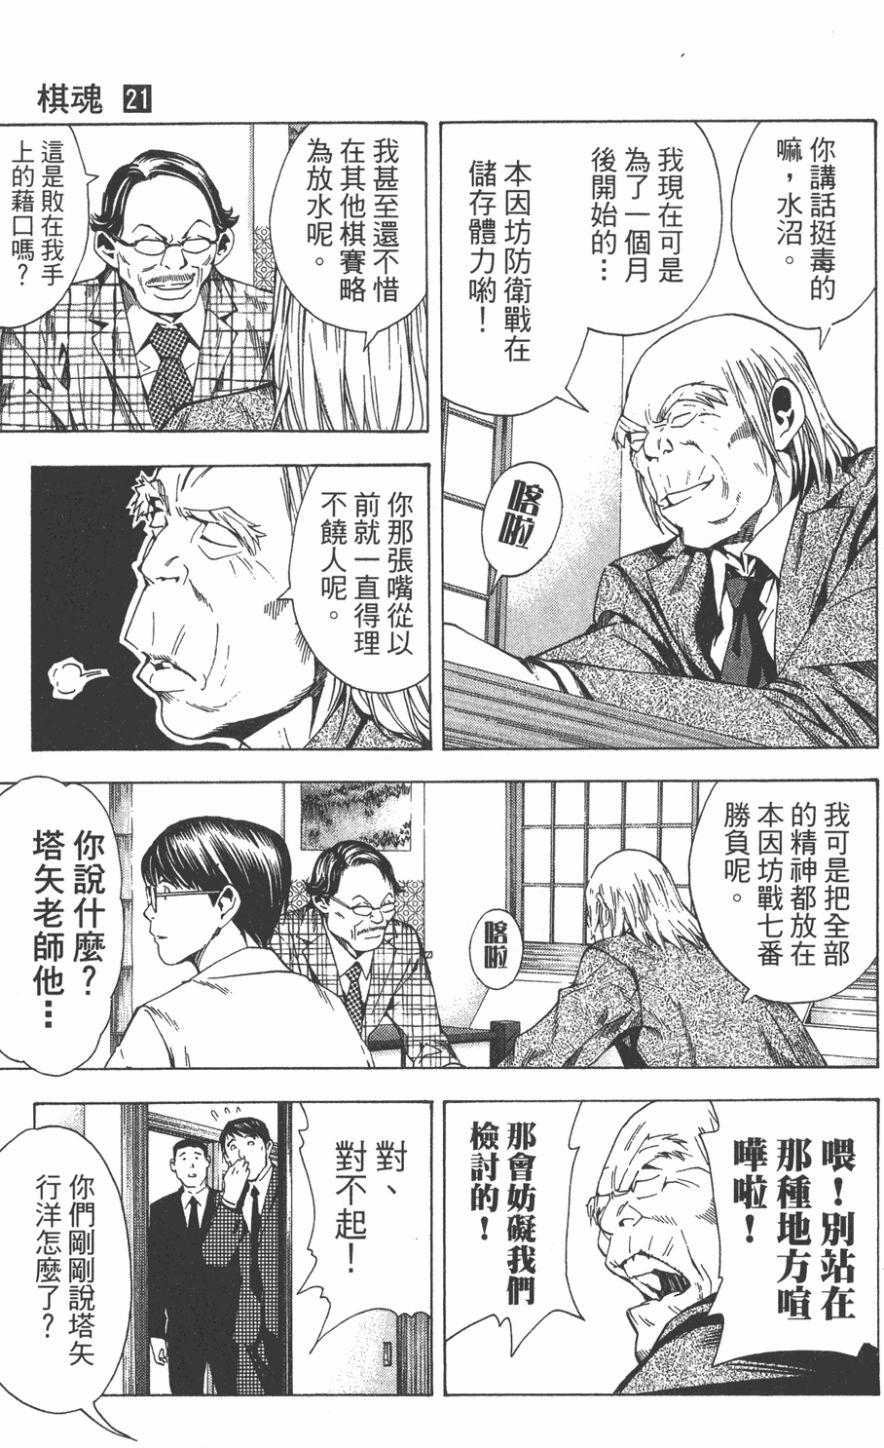 棋魂 21
你講話挺毒的
嘛，水沼。
我現在可是
為了一個月
後開始的…
本因坊防衛戰在
儲存體力喲！
喀啦
我甚至還不惜
在其他棋賽略
為放水呢。
這是敗在我手
上的藉口嗎？
你那張嘴從以
前就一直得理
不饒人呢。
我可是把全部
的精神都放在
本因坊戰七番
勝負呢。
喀啦
你說什麼？
塔矢老師他…
喂！別站在
那種地方喧
嘩啦！
那會妨礙我們
檢討的！
對、
對不起！
你們剛剛說塔矢
行洋怎麼了？